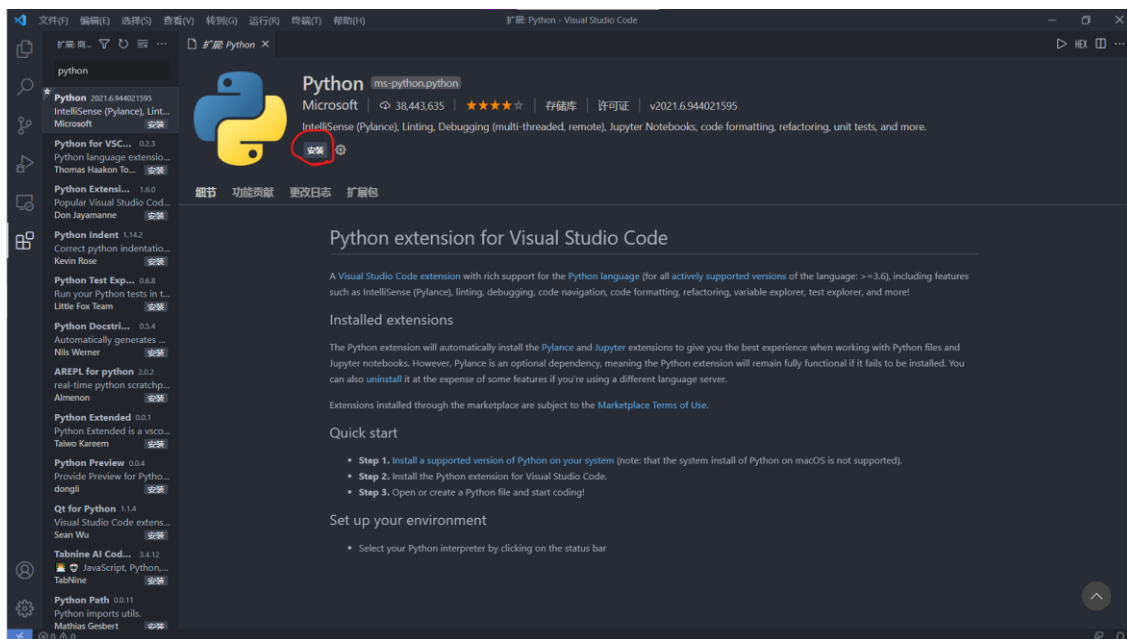 文件(F) 编辑(E) 选择(S) 查看(V) 转到(G) 运行(R) 终端(T) 帮助(H) 扩展: Python - Visual Studio Code
扩展: 商... 扩展: Python HEX
python
Python 2021.6.944021595
IntelliSense (Pylance), Lint...
Microsoft 安装
Python for VSC... 0.2.3
Python language extensio...
Thomas Haakon To... 安装
Python Extensi... 1.6.0
Popular Visual Studio Cod...
Don Jayamanne 安装
Python Indent 1.14.2
Correct python indentatio...
Kevin Rose 安装
Python Test Exp... 0.6.8
Run your Python tests in t...
Little Fox Team 安装
Python Docstri... 0.5.4
Automatically generates ...
Nils Werner 安装
AREPL for python 2.0.2
real-time python scratchp...
Almenon 安装
Python Extended 0.0.1
Python Extended is a vsco...
Taiwo Kareem 安装
Python Preview 0.0.4
Provide Preview for Pytho...
dongli 安装
Qt for Python 1.1.4
Visual Studio Code extens...
Sean Wu 安装
Tabnine AI Cod... 3.4.12
JavaScript, Python,...
TabNine 安装
Python Path 0.0.11
Python imports utils.
Mathias Gesbert 安装
Python ms-python.python
Microsoft 38,443,635 存储库 许可证 v2021.6.944021595
IntelliSense (Pylance), Linting, Debugging (multi-threaded, remote), Jupyter Notebooks, code formatting, refactoring, unit tests, and more.
安装
细节 功能贡献 更改日志 扩展包
Python extension for Visual Studio Code
A Visual Studio Code extension with rich support for the Python language (for all actively supported versions of the language: >=3.6), including features
such as IntelliSense (Pylance), linting, debugging, code navigation, code formatting, refactoring, variable explorer, test explorer, and more!
Installed extensions
The Python extension will automatically install the Pylance and Jupyter extensions to give you the best experience when working with Python files and
Jupyter notebooks. However, Pylance is an optional dependency, meaning the Python extension will remain fully functional if it fails to be installed. You
can also uninstall it at the expense of some features if you're using a different language server.
Extensions installed through the marketplace are subject to the Marketplace Terms of Use.
Quick start
• Step 1. Install a supported version of Python on your system (note: that the system install of Python on macOS is not supported).
• Step 2. Install the Python extension for Visual Studio Code.
• Step 3. Open or create a Python file and start coding!
Set up your environment
• Select your Python interpreter by clicking on the status bar
0 0